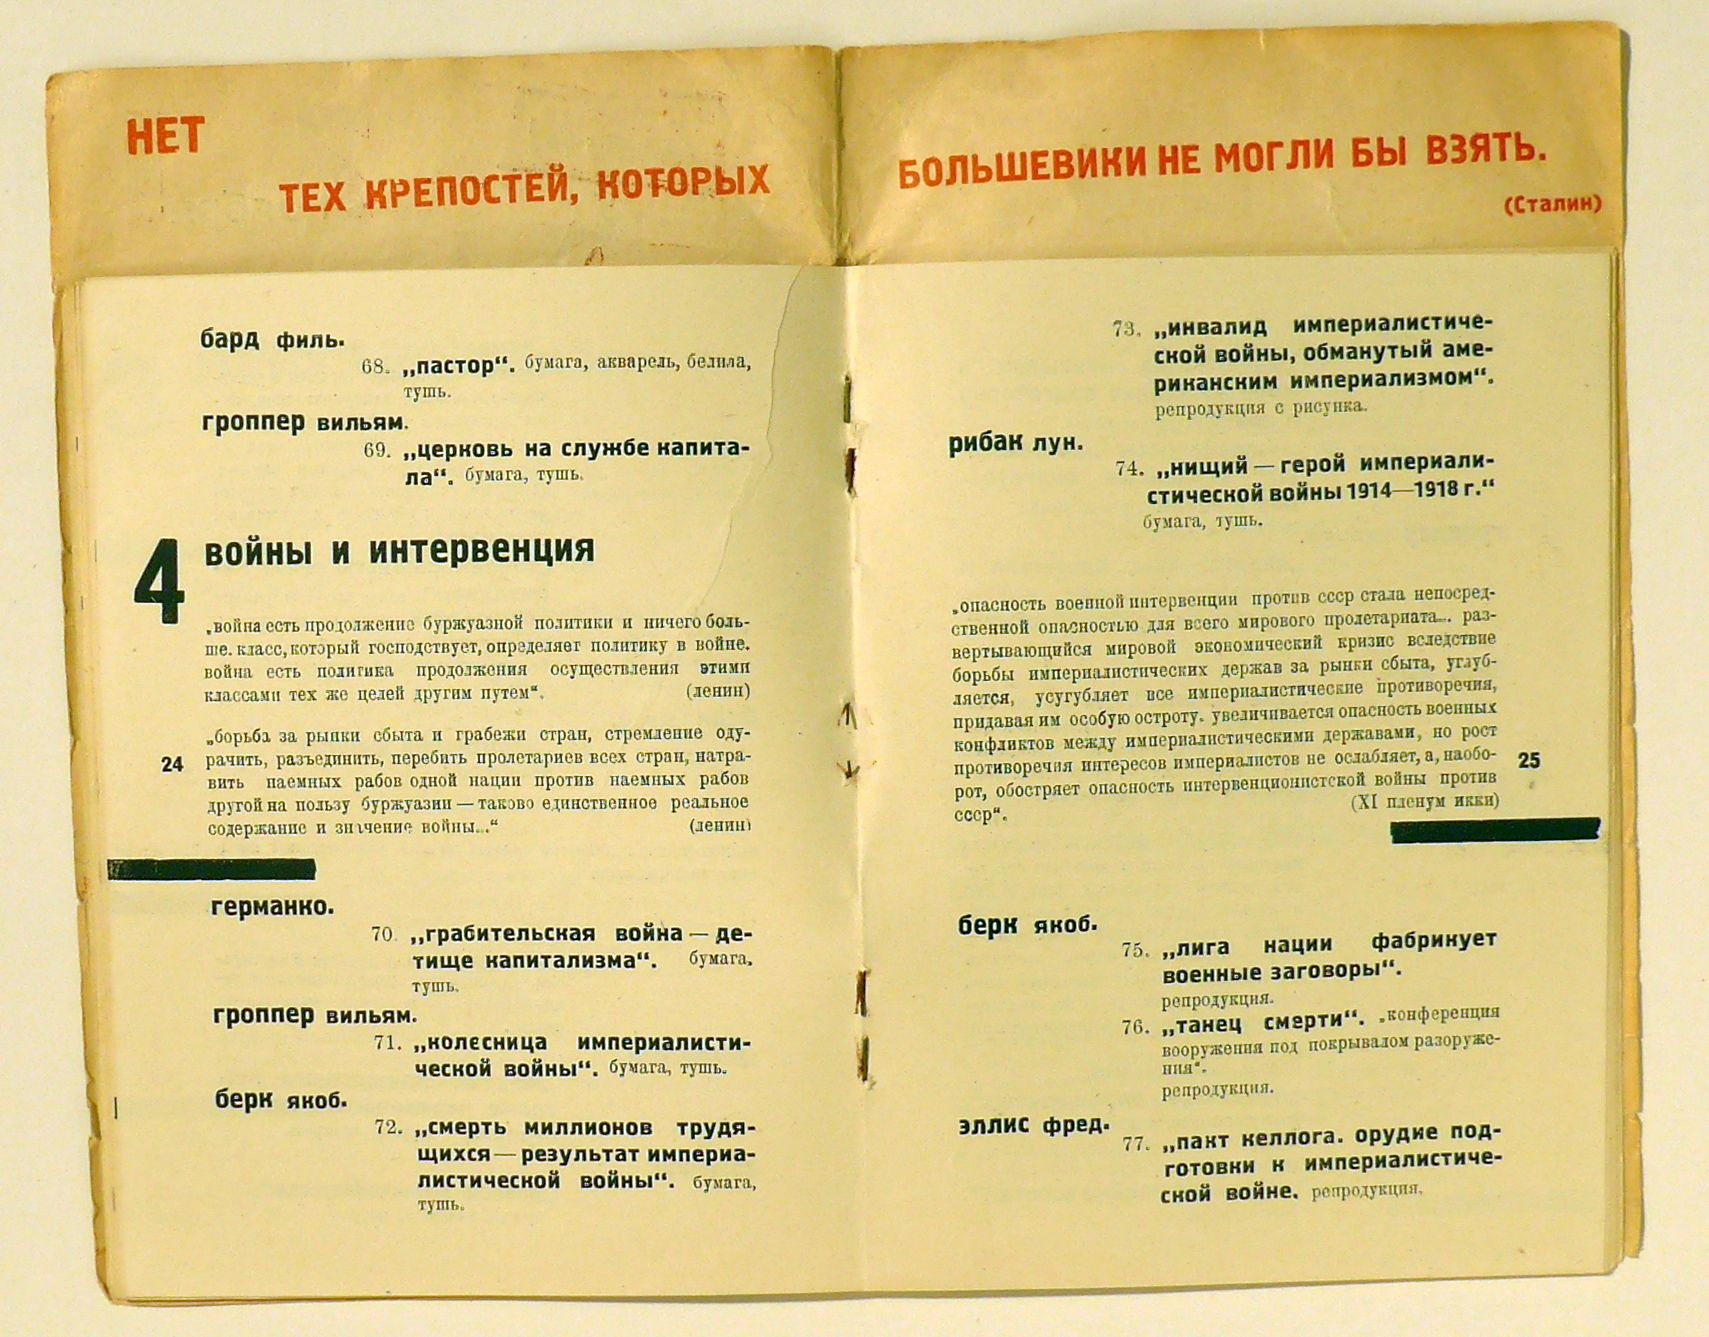 НЕТ
ТЕХ КРЕПОСТЕЙ, КОТОРЫХ
БОЛЬШЕВИКИ НЕ МОГЛИ БЫ ВЗЯТЬ.
(Сталин)
бард филь.
68. „пастор“. бумага, акварель, белила,
тушь.
гроппер вильям.
69. „церковь на службе капита-
ла“. бумага, тушь.
4 войны и интервенция
„война есть продолжение буржуазной политики и ничего боль-
ше. класс, который господствует, определяет политику в войне.
война есть политика продолжения осуществления этими
классами тех же целей другим путем“. (ленин)
„борьба за рынки сбыта и грабежи стран, стремление оду-
рачить, разъединить, перебить пролетариев всех стран, натра-
вить наемных рабов одной нации против наемных рабов
другой на пользу буржуазии — таково единственное реальное
содержание и значение войны...“ (ленин)
24
германко.
70. „грабительская война — де-
тище капитализма“. бумага,
тушь.
гроппер вильям.
71. „колесница империалисти-
ческой войны“. бумага, тушь.
берк якоб.
72. „смерть миллионов трудя-
щихся — результат империа-
листической войны“. бумага,
тушь.
73. „инвалид империалистиче-
ской войны, обманутый аме-
риканским империализмом“.
репродукция с рисунка.
рибак лун.
74. „нищий — герой империали-
стической войны 1914—1918 г.“
бумага, тушь.
„опасность военной интервенции против ссср стала непосред-
ственной опасностью для всего мирового пролетариата... раз-
вертывающийся мировой экономический кризис вследствие
борьбы империалистических держав за рынки сбыта, углуб-
ляется, усугубляет все империалистические противоречия,
придавая им особую остроту. увеличивается опасность военных
конфликтов между империалистическими державами, но рост
противоречия интересов империалистов не ослабляет, а, наобо-
рот, обостряет опасность интервенционистской войны против
ссср“. (XI пленум икки)
25
берк якоб.
75. „лига нации фабрикует
военные заговоры“.
репродукция.
76. „танец смерти“. „конференция
вооружения под покрывалом разоруже-
ния“.
репродукция.
эллис фред.
77. „пакт келлога. орудие под-
готовки к империалистиче-
ской войне. репродукция.